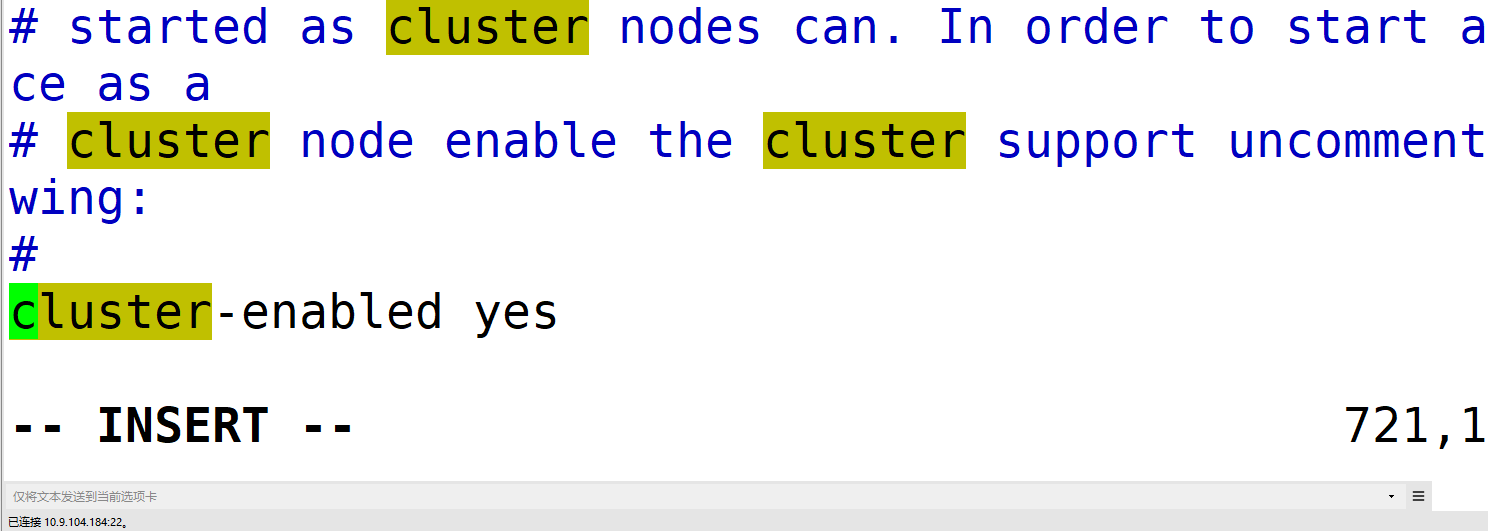 # started as cluster nodes can. In order to start a
ce as a
# cluster node enable the cluster support uncomment
wing:
#
cluster-enabled yes
-- INSERT --
721,1
仅将文本发送到当前选项卡
已连接 10.9.104.184:22。